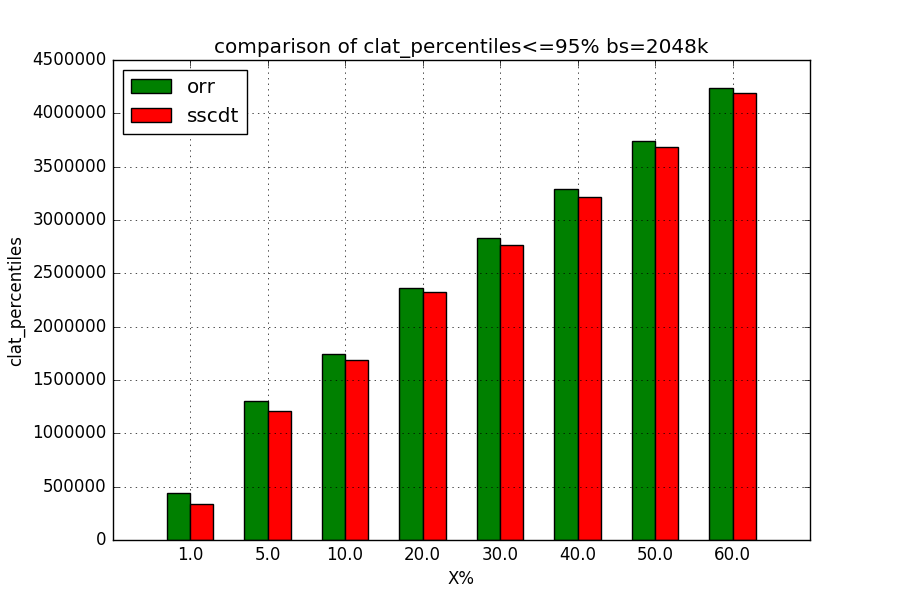 comparison of clat_percentiles<=95% bs=2048k
orr
sscdt
4500000
4000000
3500000
3000000
2500000
2000000
1500000
1000000
500000
0
clat_percentiles
1.0 5.0 10.0 20.0 30.0 40.0 50.0 60.0
X%